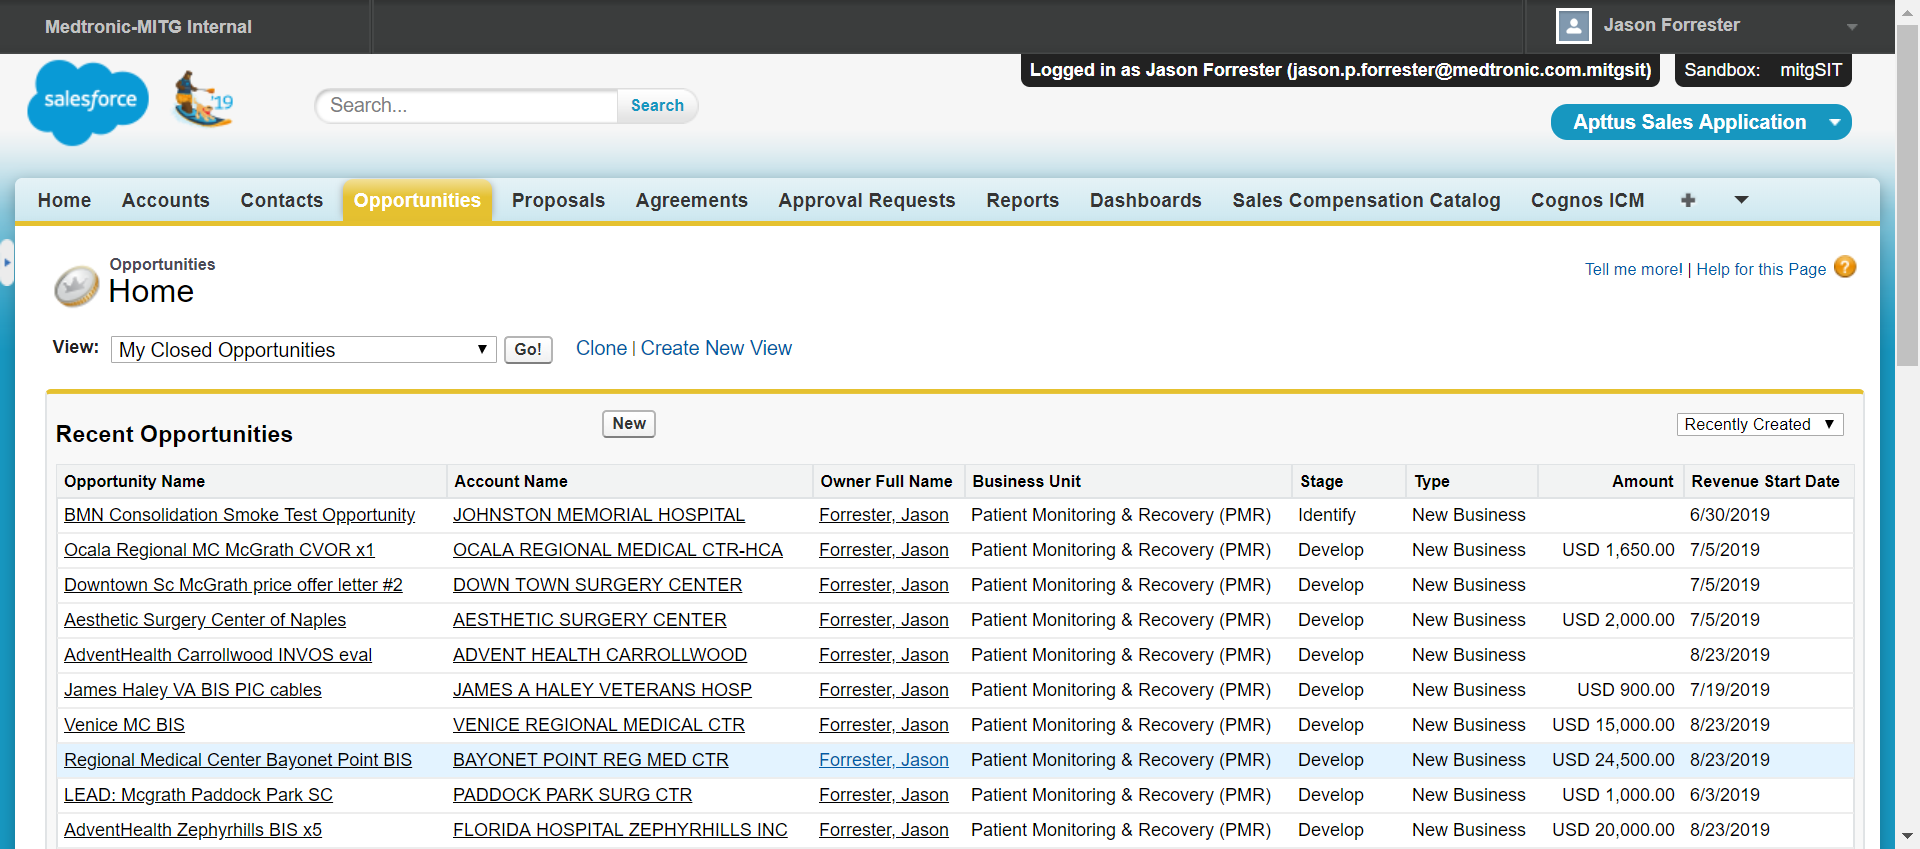 Medtronic-MITG Internal
Jason Forrester
Logged in as Jason Forrester (jason.p.forrester@medtronic.com.mitgsit)
Sandbox: mitgSIT
salesforce
'19
Search...
Search
Apttus Sales Application
Home Accounts Contacts Opportunities Proposals Agreements Approval Requests Reports Dashboards Sales Compensation Catalog Cognos ICM
Opportunities
Home
Tell me more! | Help for this Page ?
View: My Closed Opportunities Go! Clone | Create New View
Recent Opportunities
New
Recently Created
Opportunity Name Account Name Owner Full Name Business Unit Stage Type Amount Revenue Start Date
BMN Consolidation Smoke Test Opportunity JOHNSTON MEMORIAL HOSPITAL Forrester, Jason Patient Monitoring & Recovery (PMR) Identify New Business 6/30/2019
Ocala Regional MC McGrath CVOR x1 OCALA REGIONAL MEDICAL CTR-HCA Forrester, Jason Patient Monitoring & Recovery (PMR) Develop New Business USD 1,650.00 7/5/2019
Downtown Sc McGrath price offer letter #2 DOWN TOWN SURGERY CENTER Forrester, Jason Patient Monitoring & Recovery (PMR) Develop New Business 7/5/2019
Aesthetic Surgery Center of Naples AESTHETIC SURGERY CENTER Forrester, Jason Patient Monitoring & Recovery (PMR) Develop New Business USD 2,000.00 7/5/2019
AdventHealth Carrollwood INVOS eval ADVENT HEALTH CARROLLWOOD Forrester, Jason Patient Monitoring & Recovery (PMR) Develop New Business 8/23/2019
James Haley VA BIS PIC cables JAMES A HALEY VETERANS HOSP Forrester, Jason Patient Monitoring & Recovery (PMR) Develop New Business USD 900.00 7/19/2019
Venice MC BIS VENICE REGIONAL MEDICAL CTR Forrester, Jason Patient Monitoring & Recovery (PMR) Develop New Business USD 15,000.00 8/23/2019
Regional Medical Center Bayonet Point BIS BAYONET POINT REG MED CTR Forrester, Jason Patient Monitoring & Recovery (PMR) Develop New Business USD 24,500.00 8/23/2019
LEAD: Mcgrath Paddock Park SC PADDOCK PARK SURG CTR Forrester, Jason Patient Monitoring & Recovery (PMR) Develop New Business USD 1,000.00 6/3/2019
AdventHealth Zephyrhills BIS x5 FLORIDA HOSPITAL ZEPHYRHILLS INC Forrester, Jason Patient Monitoring & Recovery (PMR) Develop New Business USD 20,000.00 8/23/2019